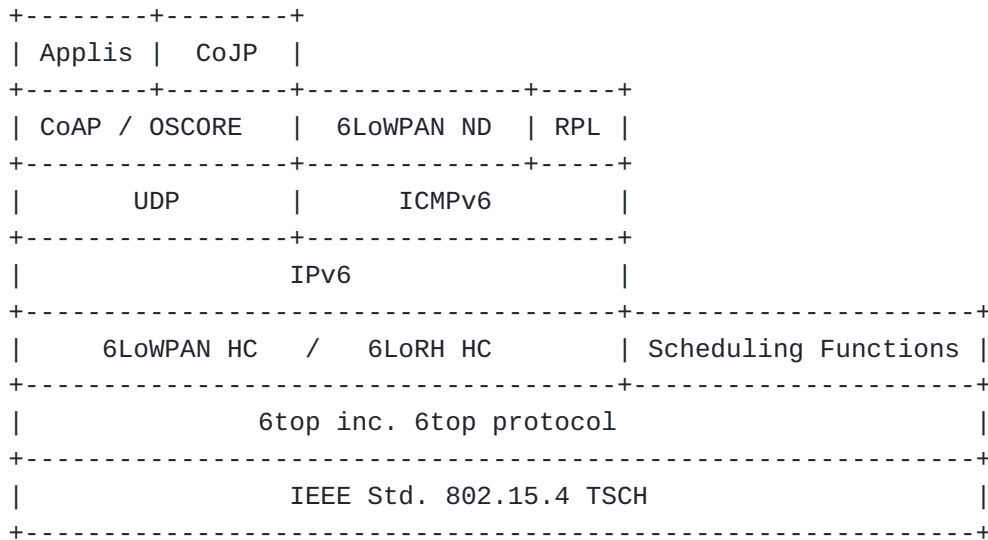 +--------+--------+
| Applis |  CoJP  |
+--------+--------+--------------+-----+
| CoAP / OSCORE   |  6LoWPAN ND  | RPL |
+-----------------+--------------+-----+
|       UDP       |      ICMPv6        |
+-----------------+--------------------+
|                 IPv6                 |
+--------------------------------------+----------------------+
|     6LoWPAN HC   /   6LoRH HC        | Scheduling Functions |
+--------------------------------------+----------------------+
|               6top inc. 6top protocol                       |
+-------------------------------------------------------------+
|                 IEEE Std. 802.15.4 TSCH                     |
+-------------------------------------------------------------+